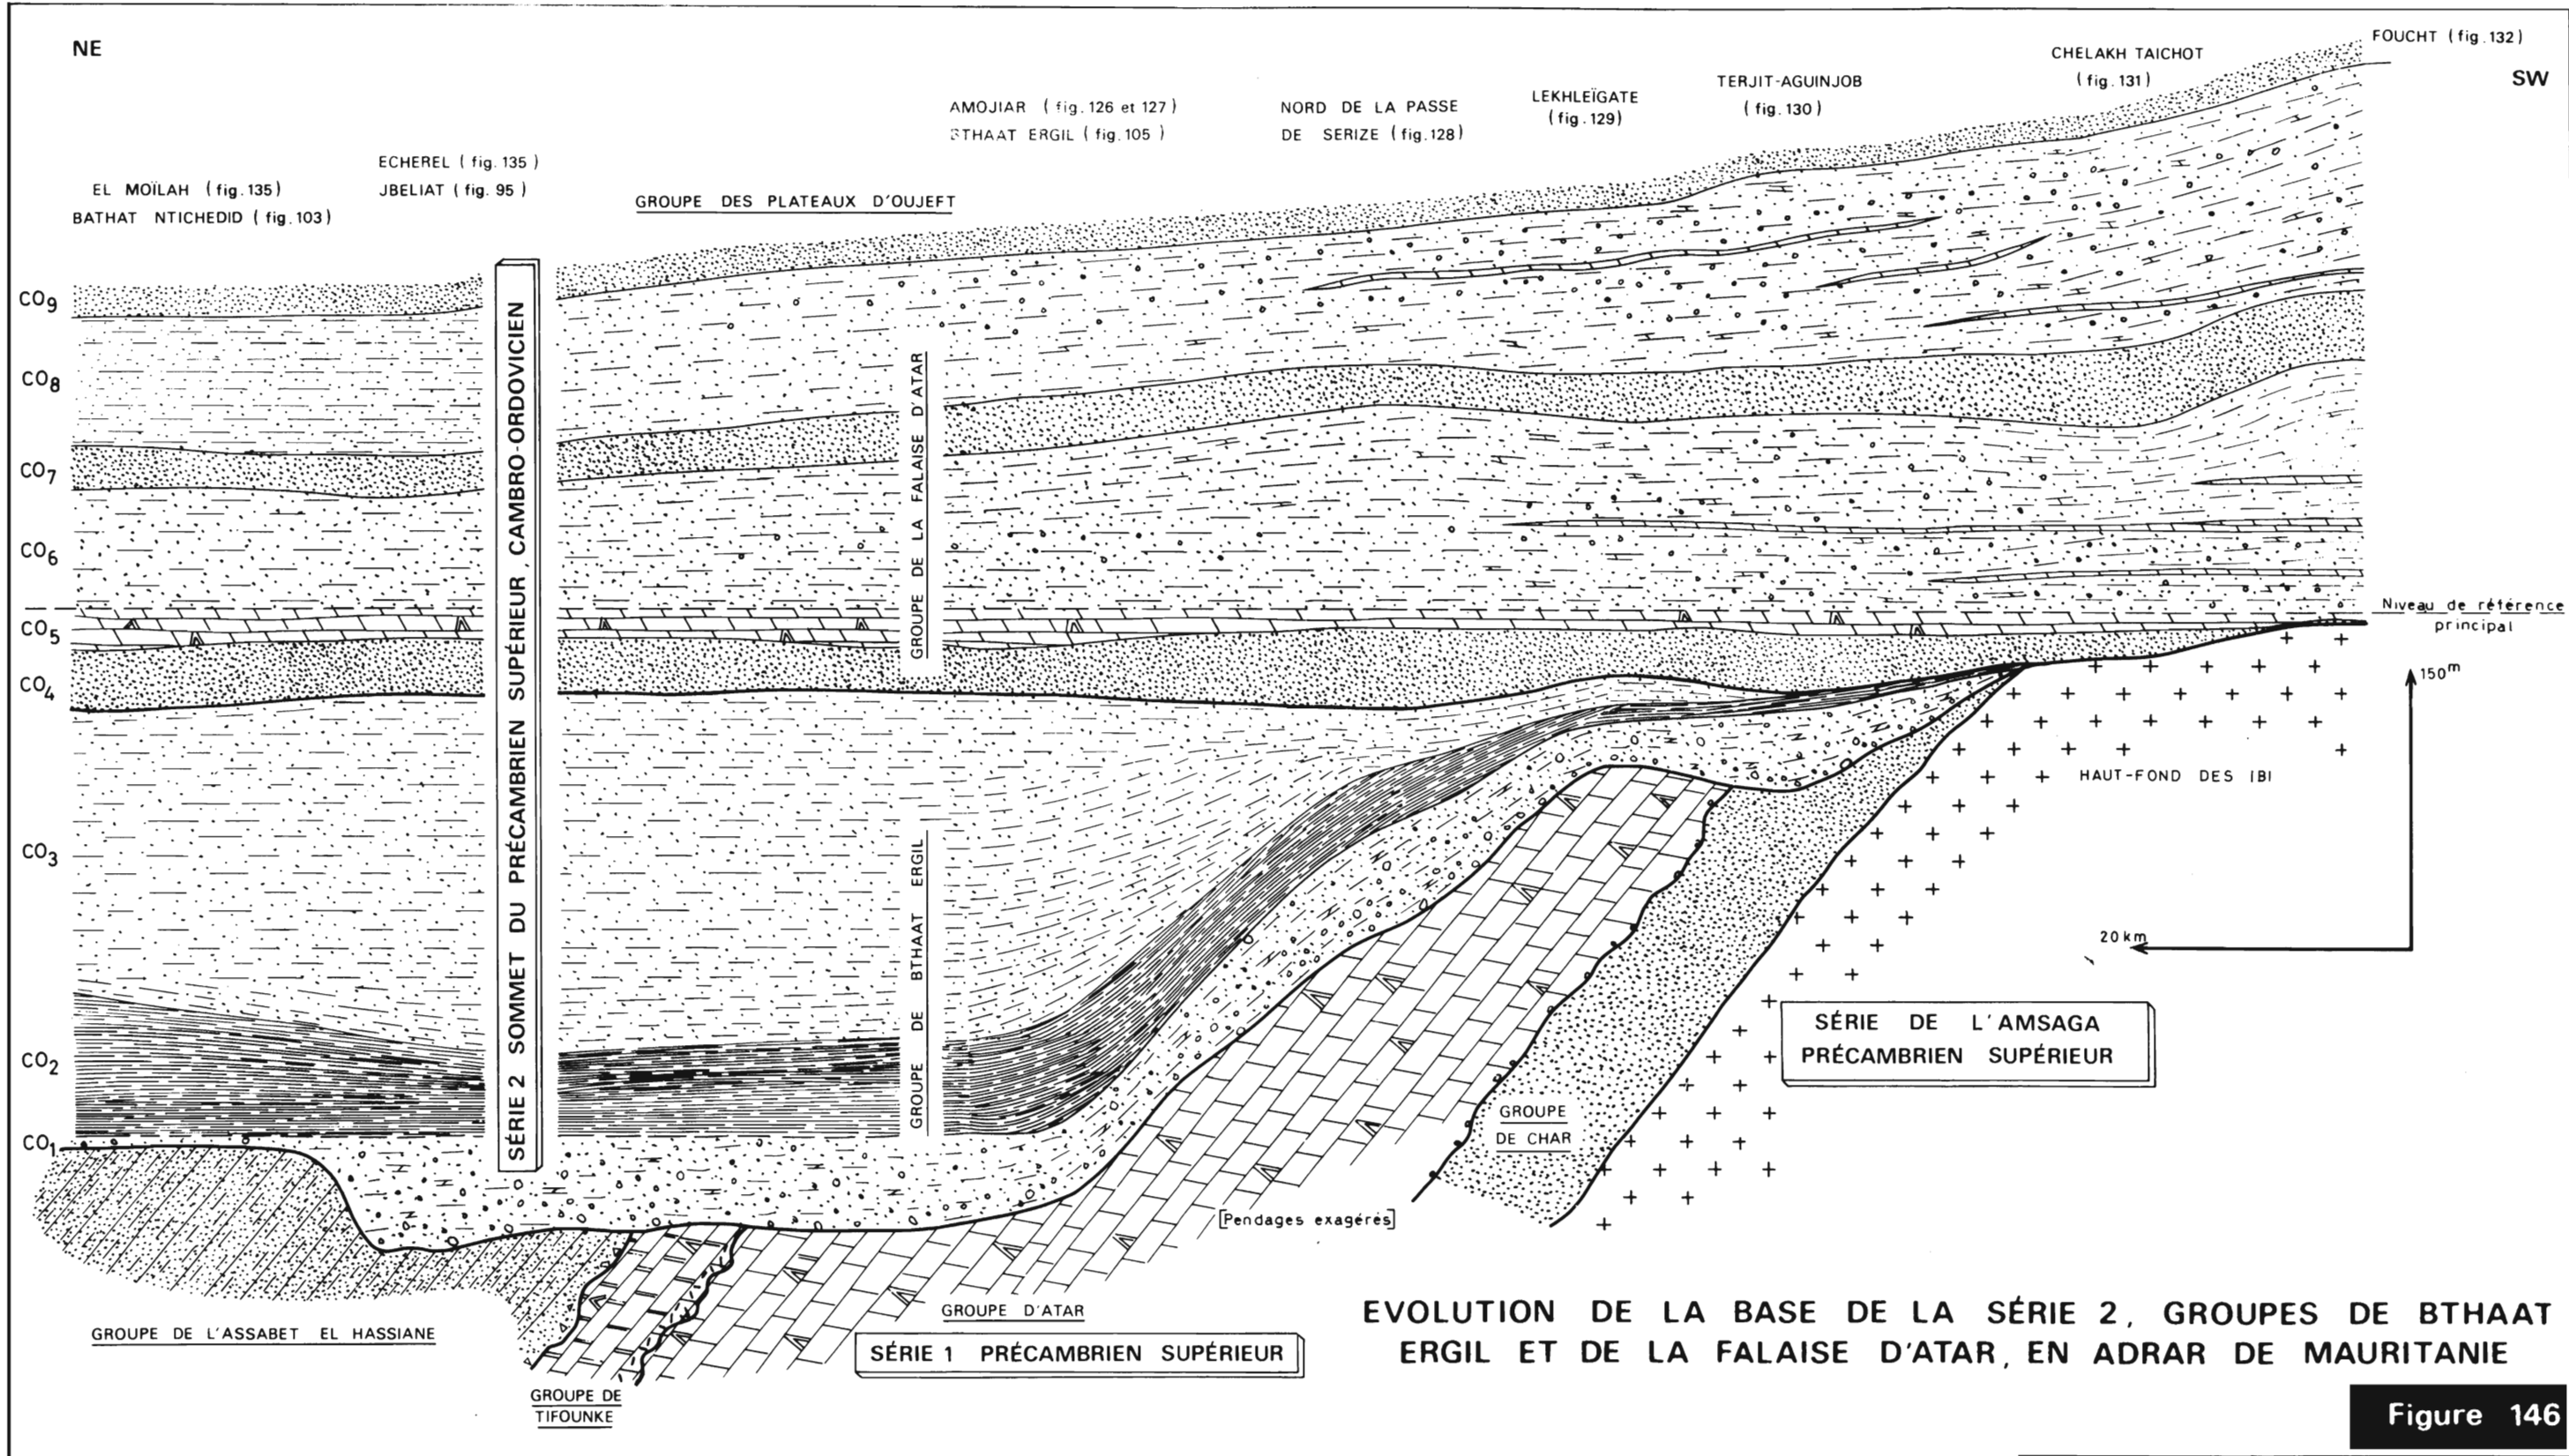 NE
FOUCHT (fig.132)
SW
CHELAKH TAICHOT
(fig.131)
TERJIT-AGUINJOB
(fig.130)
LEKHLEÏGATE
(fig.129)
NORD DE LA PASSE
DE SERIZE (fig.128)
AMOJIAR (fig.126 et 127)
BTHAAT ERGIL (fig.105)
ECHEREL (fig.135)
JBELIAT (fig.95)
EL MOÏLAH (fig.135)
BATHAT NTICHEDID (fig.103)
GROUPE DES PLATEAUX D'OUJEFT
CO9
CO8
CO7
CO6
CO5
CO4
CO3
CO2
CO1
SÉRIE 2 SOMMET DU PRÉCAMBRIEN SUPÉRIEUR, CAMBRO-ORDOVICIEN
GROUPE DE LA FALAISE D'ATAR
GROUPE DE BTHAAT ERGIL
Niveau de référence
principal
150m
HAUT-FOND DES IBI
20km
SÉRIE DE L'AMSAGA
PRÉCAMBRIEN SUPÉRIEUR
GROUPE
DE CHAR
[Pendages exagérés]
GROUPE D'ATAR
GROUPE DE L'ASSABET EL HASSIANE
SÉRIE 1 PRÉCAMBRIEN SUPÉRIEUR
GROUPE DE
TIFOUNKE
EVOLUTION DE LA BASE DE LA SÉRIE 2, GROUPES DE BTHAAT
ERGIL ET DE LA FALAISE D'ATAR, EN ADRAR DE MAURITANIE
Figure 146